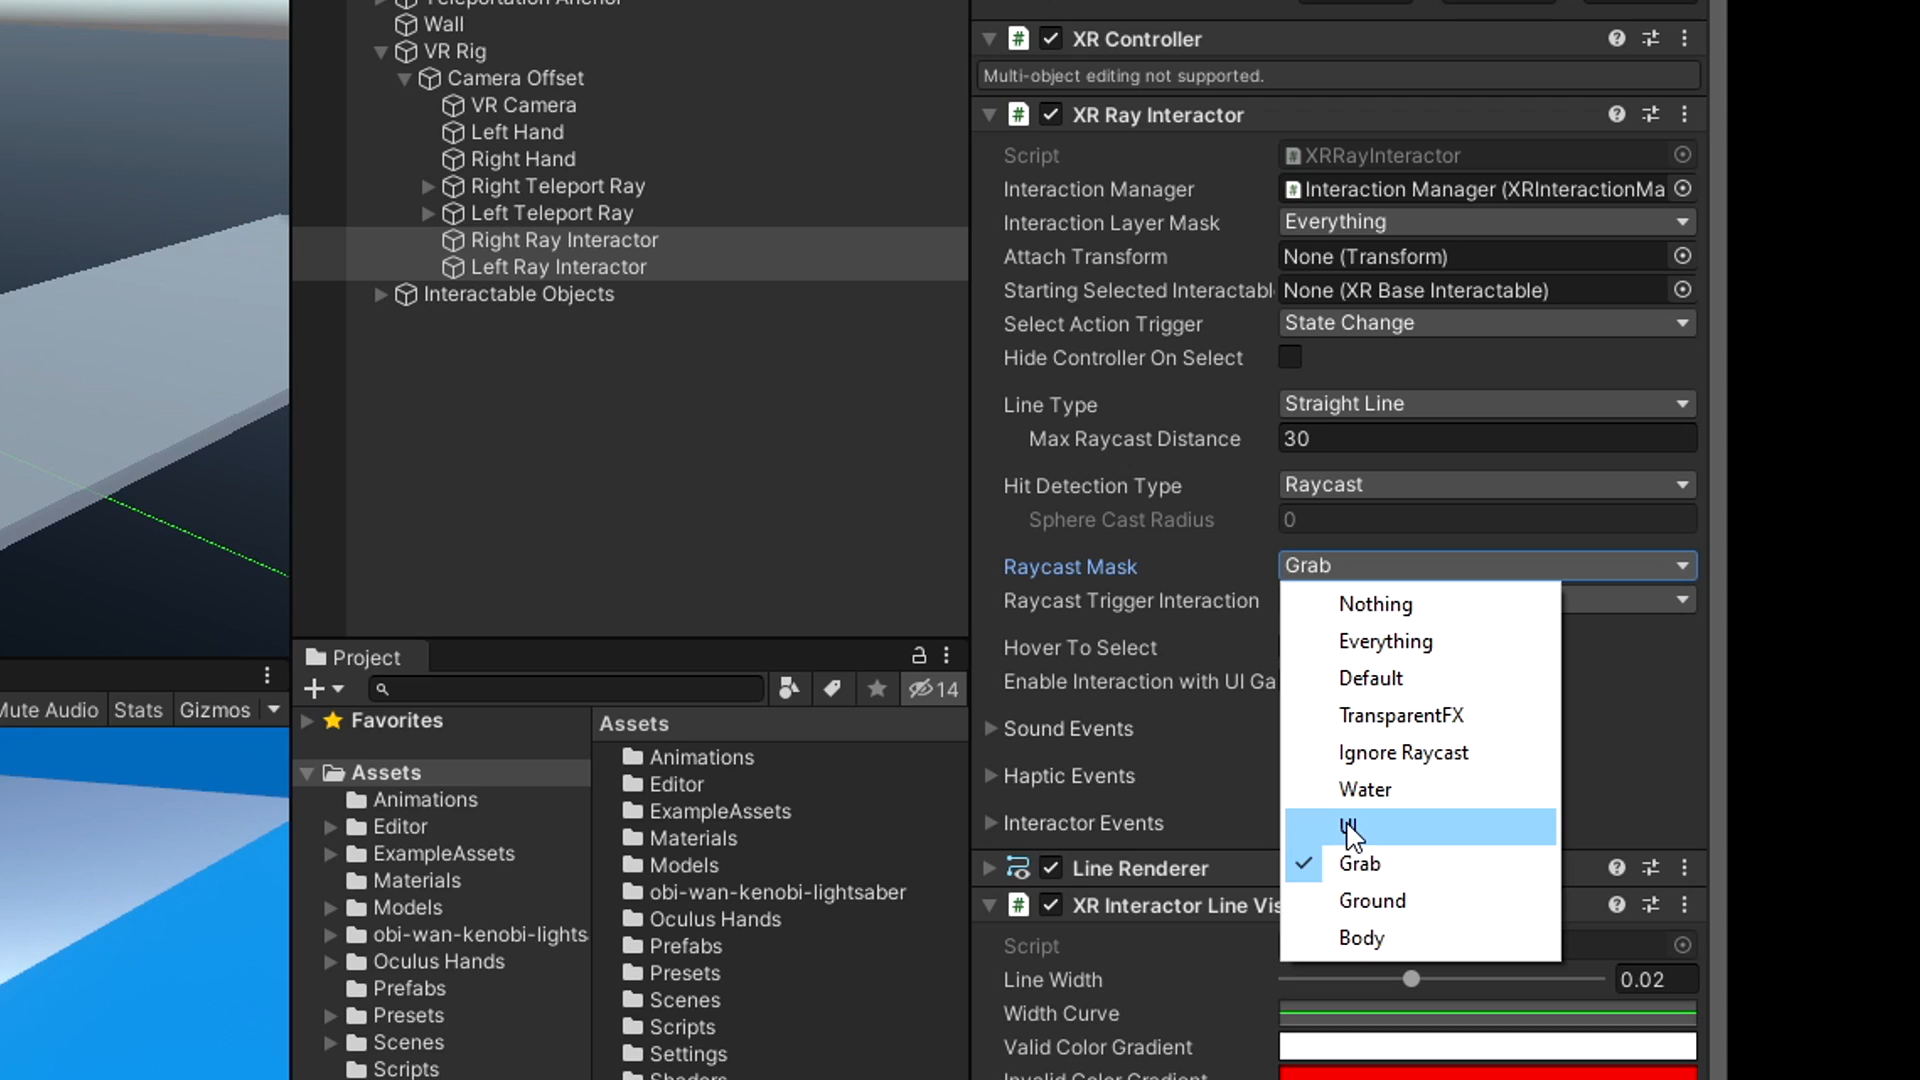 Teleportation Anchor
Wall
VR Rig
Camera Offset
VR Camera
Left Hand
Right Hand
Right Teleport Ray
Left Teleport Ray
Right Ray Interactor
Left Ray Interactor
Interactable Objects
Mute Audio Stats Gizmos
Project
14
Favorites
Assets
Animations
Editor
ExampleAssets
Materials
Models
obi-wan-kenobi-lights
Oculus Hands
Prefabs
Presets
Scenes
Scripts
Assets
Animations
Editor
ExampleAssets
Materials
Models
obi-wan-kenobi-lightsaber
Oculus Hands
Prefabs
Presets
Scenes
Scripts
Settings
Shaders
XR Controller
Multi-object editing not supported.
XR Ray Interactor
Script XRRayInteractor
Interaction Manager Interaction Manager (XRInteractionMa
Interaction Layer Mask Everything
Attach Transform None (Transform)
Starting Selected Interactabl None (XR Base Interactable)
Select Action Trigger State Change
Hide Controller On Select
Line Type Straight Line
Max Raycast Distance 30
Hit Detection Type Raycast
Sphere Cast Radius 0
Raycast Mask Grab
Raycast Trigger Interaction
Hover To Select
Enable Interaction with UI Ga
Sound Events
Haptic Events
Interactor Events
Nothing
Everything
Default
TransparentFX
Ignore Raycast
Water
UI
Grab
Ground
Body
Line Renderer
XR Interactor Line Vis
Script
Line Width 0.02
Width Curve
Valid Color Gradient
Invalid Color Gradient